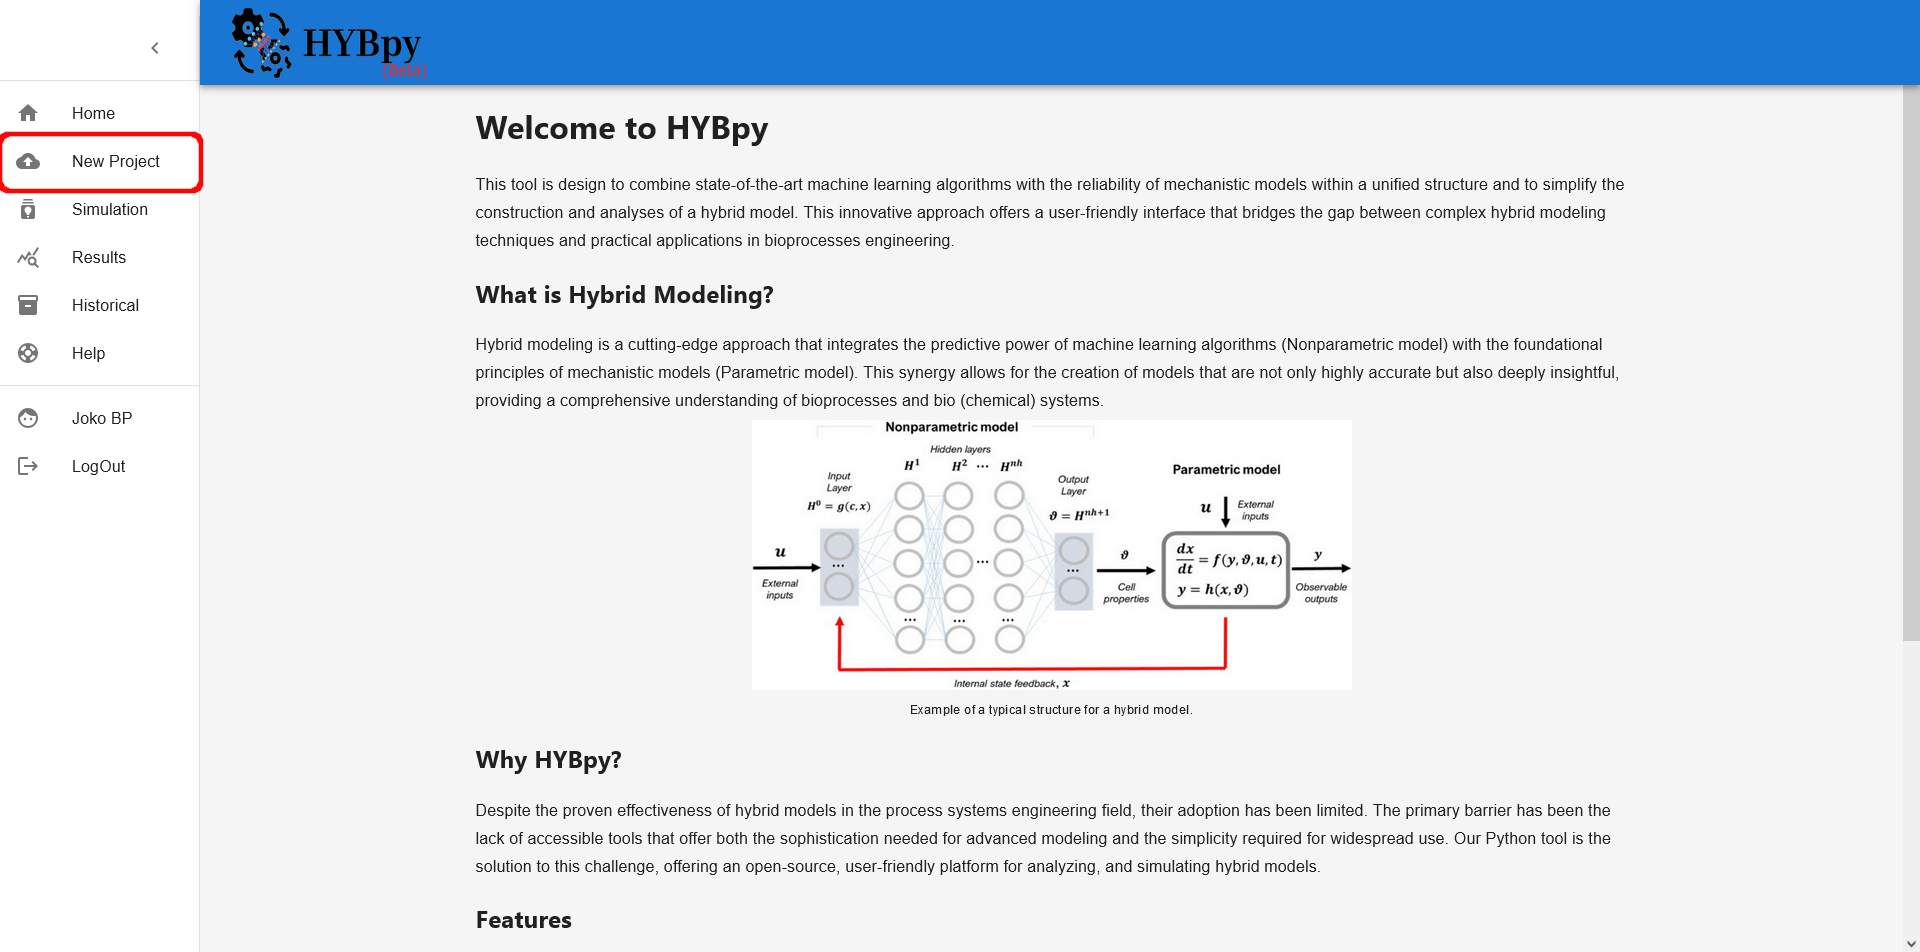 HYBpy
(Beta)
Home
New Project
Simulation
Results
Historical
Help
Joko BP
LogOut
Welcome to HYBpy
This tool is design to combine state-of-the-art machine learning algorithms with the reliability of mechanistic models within a unified structure and to simplify the
construction and analyses of a hybrid model. This innovative approach offers a user-friendly interface that bridges the gap between complex hybrid modeling
techniques and practical applications in bioprocesses engineering.
What is Hybrid Modeling?
Hybrid modeling is a cutting-edge approach that integrates the predictive power of machine learning algorithms (Nonparametric model) with the foundational
principles of mechanistic models (Parametric model). This synergy allows for the creation of models that are not only highly accurate but also deeply insightful,
providing a comprehensive understanding of bioprocesses and bio (chemical) systems.
Nonparametric model
Hidden layers
H¹ H² ··· Hⁿʰ
Input
Layer
H⁰ = g(c,x)
Output
Layer
ϑ = Hⁿʰ⁺¹
Parametric model
u External
inputs
u
External
inputs
...
...
...
... ... ...
ϑ
Cell
properties
dx/dt = f(y,ϑ,u,t)
y = h(x,ϑ)
y
Observable
outputs
Internal state feedback, x
Example of a typical structure for a hybrid model.
Why HYBpy?
Despite the proven effectiveness of hybrid models in the process systems engineering field, their adoption has been limited. The primary barrier has been the
lack of accessible tools that offer both the sophistication needed for advanced modeling and the simplicity required for widespread use. Our Python tool is the
solution to this challenge, offering an open-source, user-friendly platform for analyzing, and simulating hybrid models.
Features